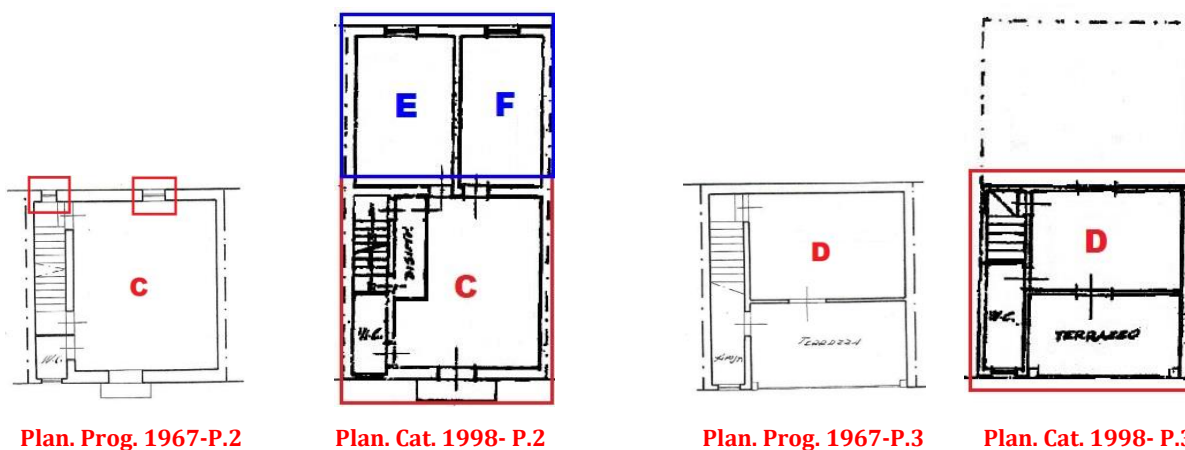 C
W.C.
Plan. Prog. 1967-P.2
E F
DISIMP.
C
W.C.
Plan. Cat. 1998- P.2
D
TERRAZZA
Plan. Prog. 1967-P.3
D
W.C.
TERRAZZO
Plan. Cat. 1998- P.3